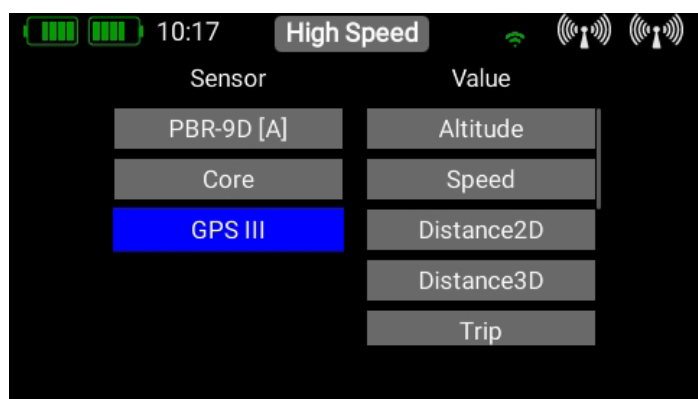 10:17 High Speed
Sensor Value
PBR-9D [A] Altitude
Core Speed
GPS III Distance2D
Distance3D
Trip